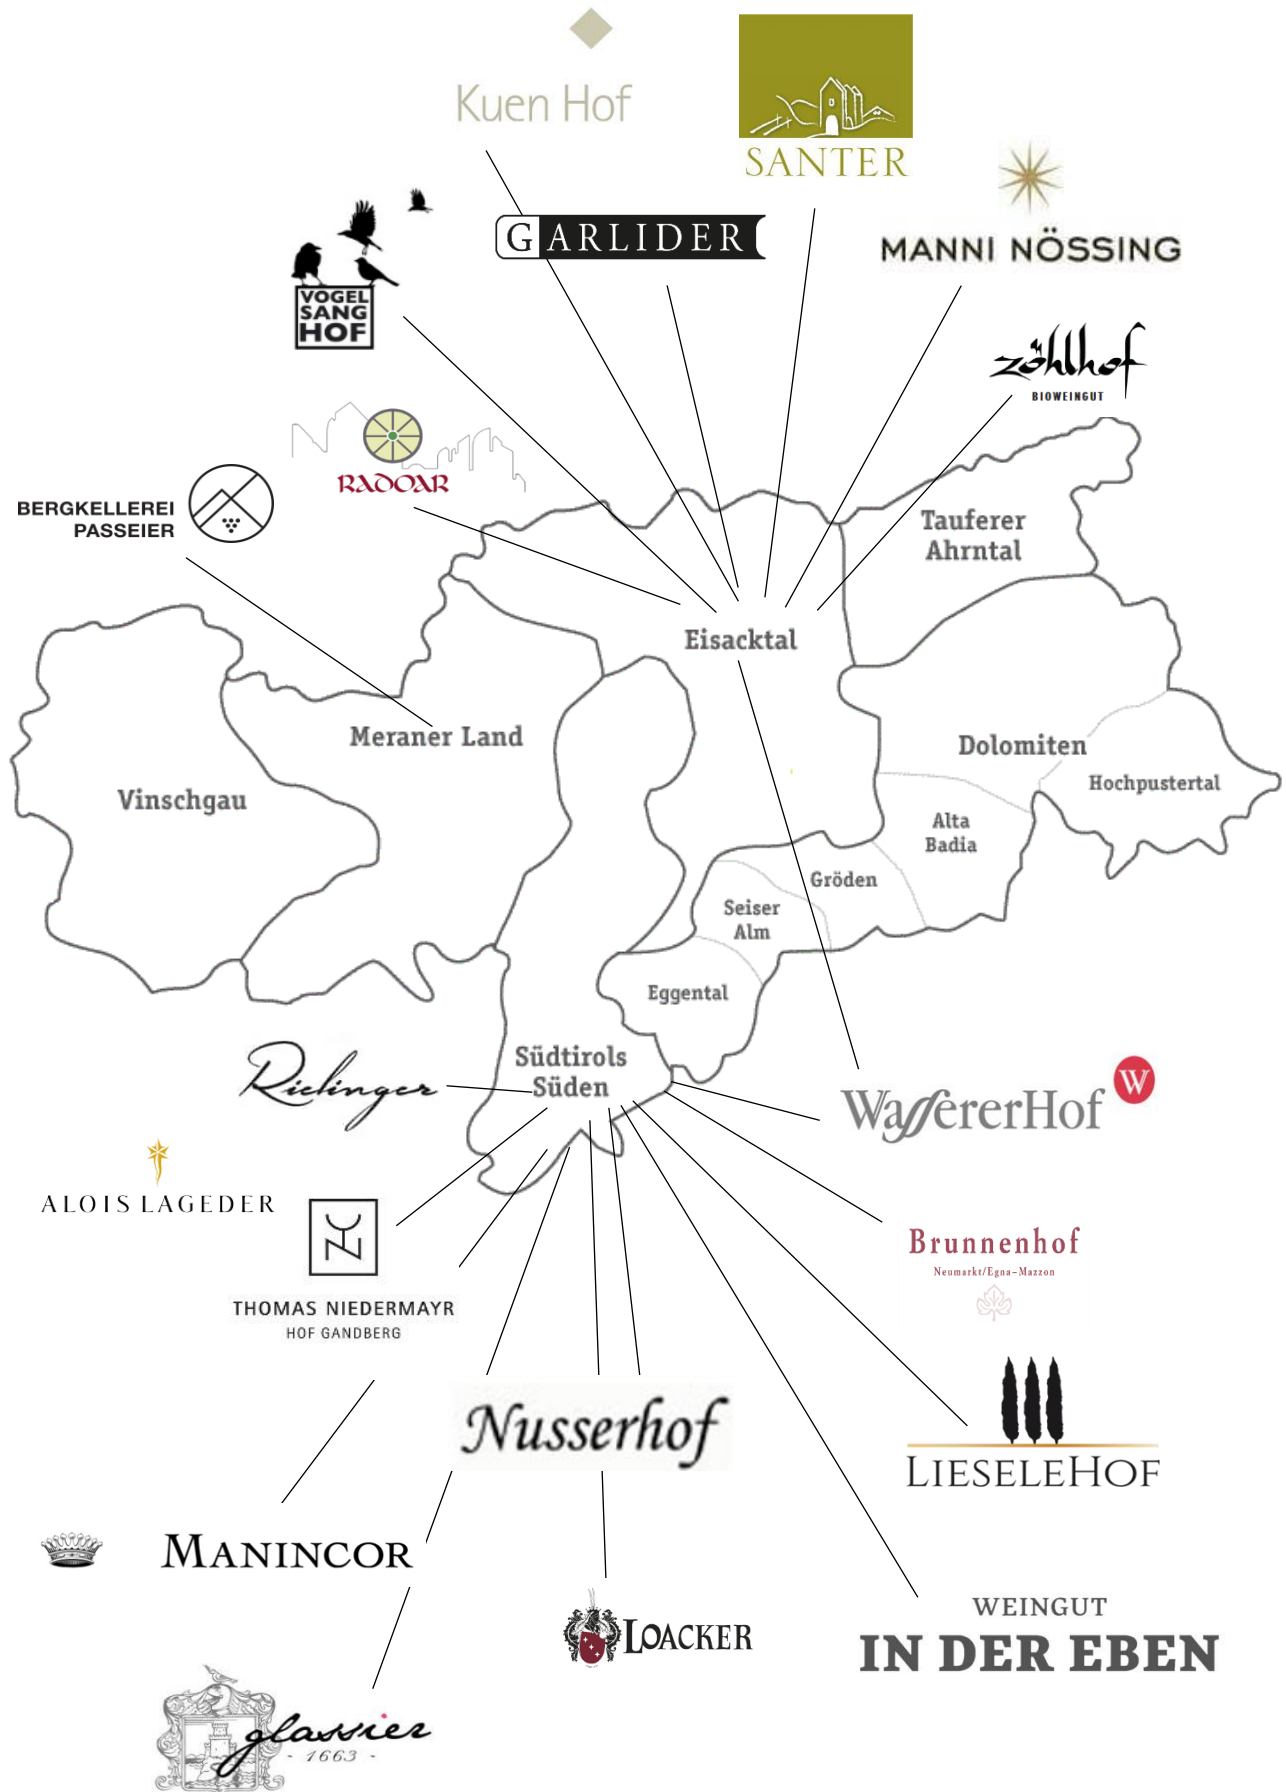 Kuen Hof
SANTER
GARLIDER
MANNI NÖSSING
VOGEL
SANG
HOF
zöhlhof
BIOWEINGUT
RADOAR
BERGKELLEREI
PASSEIER
Tauferer
Ahrntal
Eisacktal
Meraner Land
Dolomiten
Hochpustertal
Vinschgau
Alta
Badia
Gröden
Seiser
Alm
Eggental
Südtirols
Süden
Rielinger
WassererHof
W
ALOIS LAGEDER
Brunnenhof
Neumarkt/Egna-Mazzon
THOMAS NIEDERMAYR
HOF GANDBERG
Nusserhof
LIESELEHOF
MANINCOR
LOACKER
WEINGUT
IN DER EBEN
glassier
- 1663 -